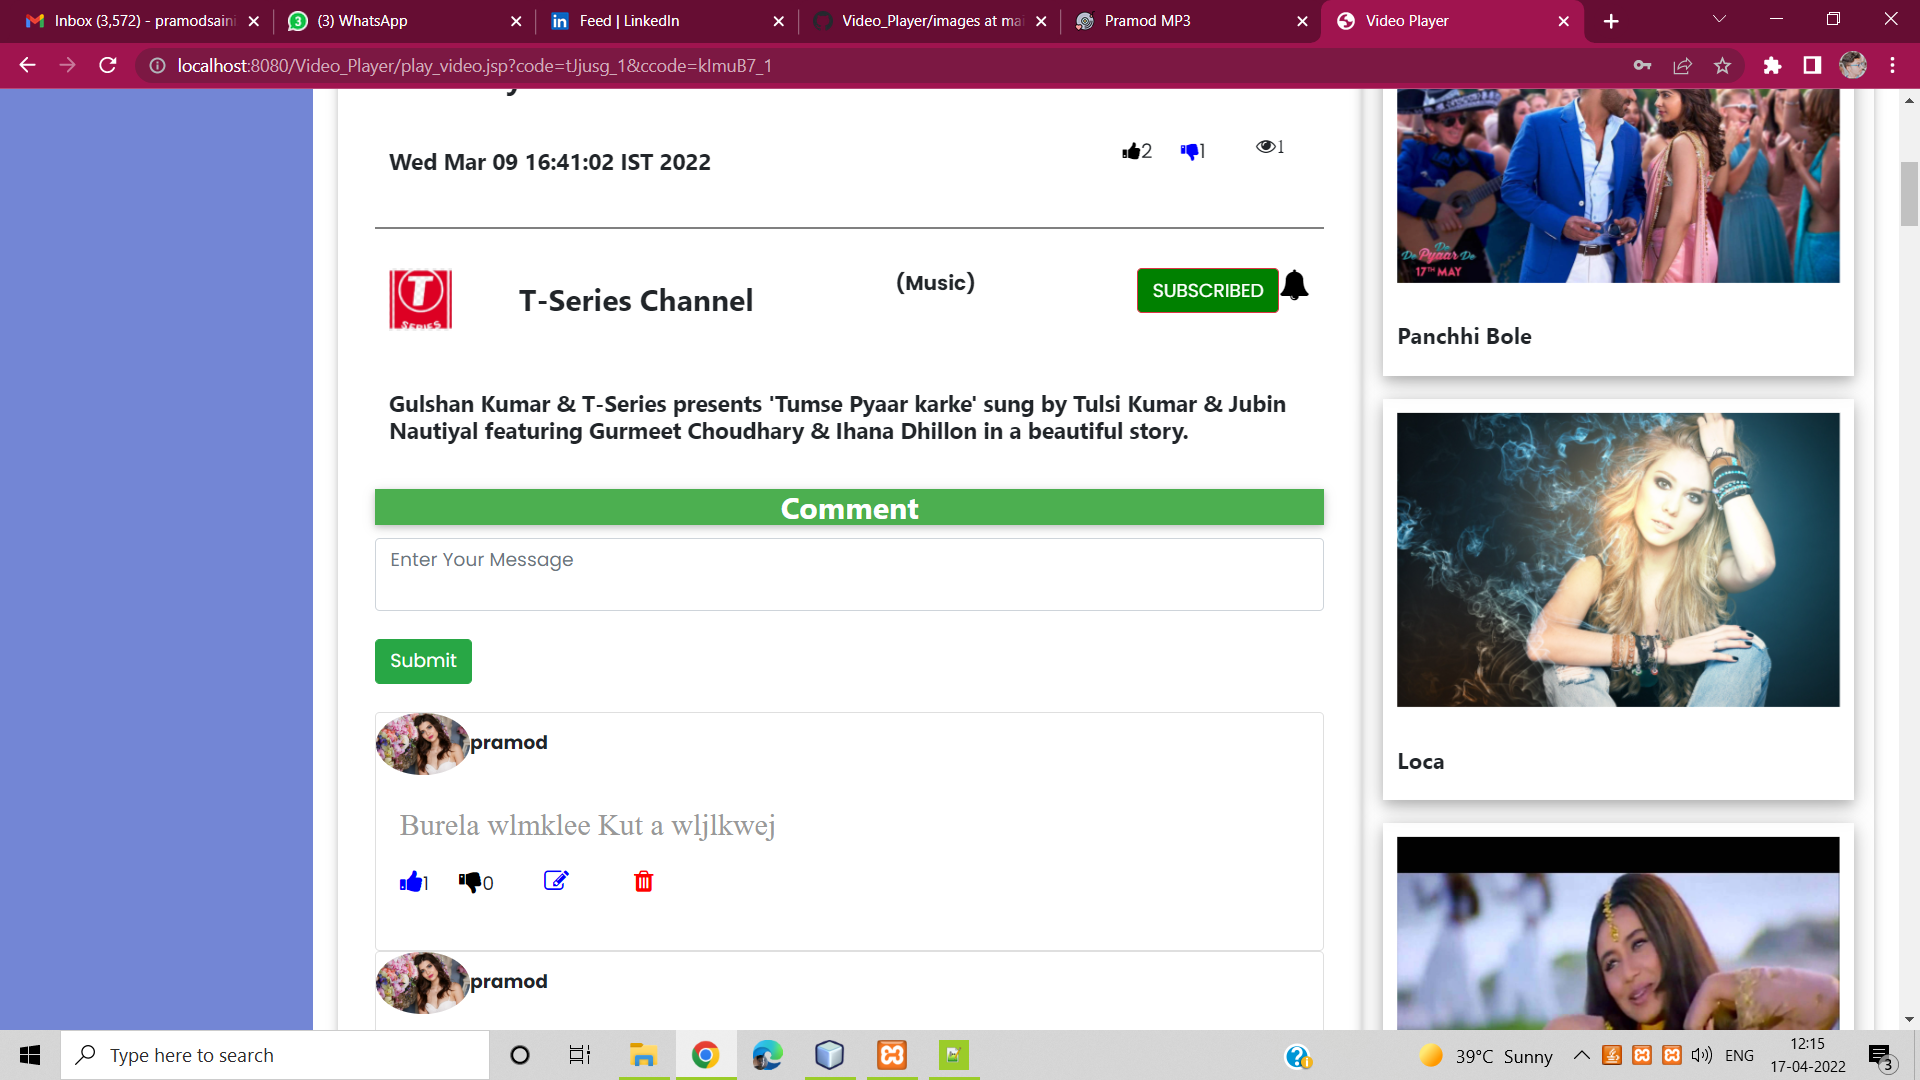 Inbox (3,572) - pramodsaini
(3) WhatsApp
Feed | LinkedIn
Video_Player/images at mai
Pramod MP3
Video Player
localhost:8080/Video_Player/play_video.jsp?code=tJjusg_1&ccode=kImuB7_1
Wed Mar 09 16:41:02 IST 2022
2
1
1
T
SERIES
T-Series Channel
(Music)
SUBSCRIBED
Gulshan Kumar & T-Series presents 'Tumse Pyaar karke' sung by Tulsi Kumar & Jubin
Nautiyal featuring Gurmeet Choudhary & Ihana Dhillon in a beautiful story.
Comment
Enter Your Message
Submit
pramod
Burela wlmklee Kut a wljlkwej
1
0
pramod
De
Pyaar De
17TH MAY
Panchhi Bole
Loca
Type here to search
39°C Sunny
ENG
12:15
17-04-2022
3